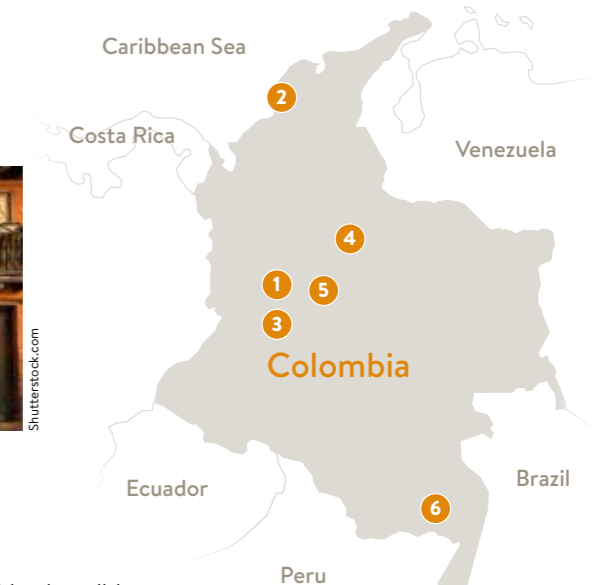 Caribbean Sea
2
Costa Rica
Venezuela
4
1
5
3
Colombia
Shutterstock.com
Ecuador
Brazil
6
Peru